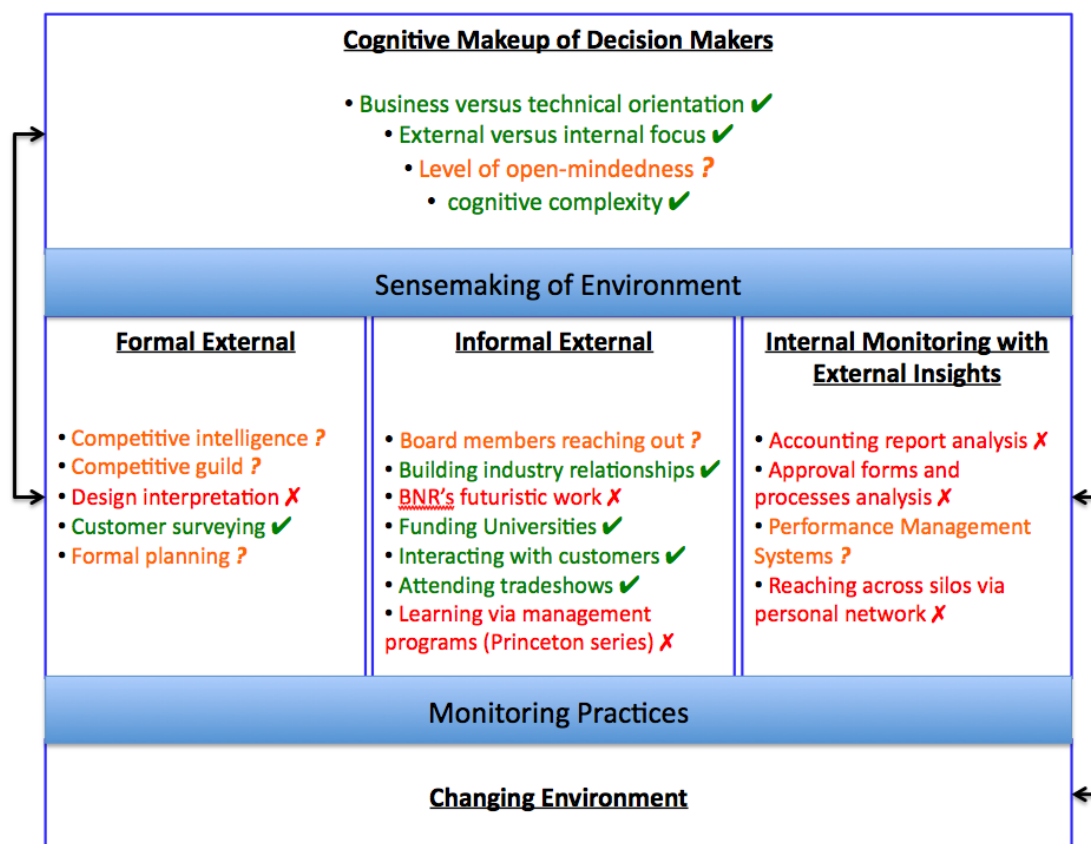 Cognitive Makeup of Decision Makers
• Business versus technical orientation ✔
• External versus internal focus ✔
• Level of open-mindedness ?
• cognitive complexity ✔
Sensemaking of Environment
Formal External
• Competitive intelligence ?
• Competitive guild ?
• Design interpretation ✗
• Customer surveying ✔
• Formal planning ?
Informal External
• Board members reaching out ?
• Building industry relationships ✔
• BNR's futuristic work ✗
• Funding Universities ✔
• Interacting with customers ✔
• Attending tradeshows ✔
• Learning via management
programs (Princeton series) ✗
Internal Monitoring with
External Insights
• Accounting report analysis ✗
• Approval forms and
processes analysis ✗
• Performance Management
Systems ?
• Reaching across silos via
personal network ✗
Monitoring Practices
Changing Environment